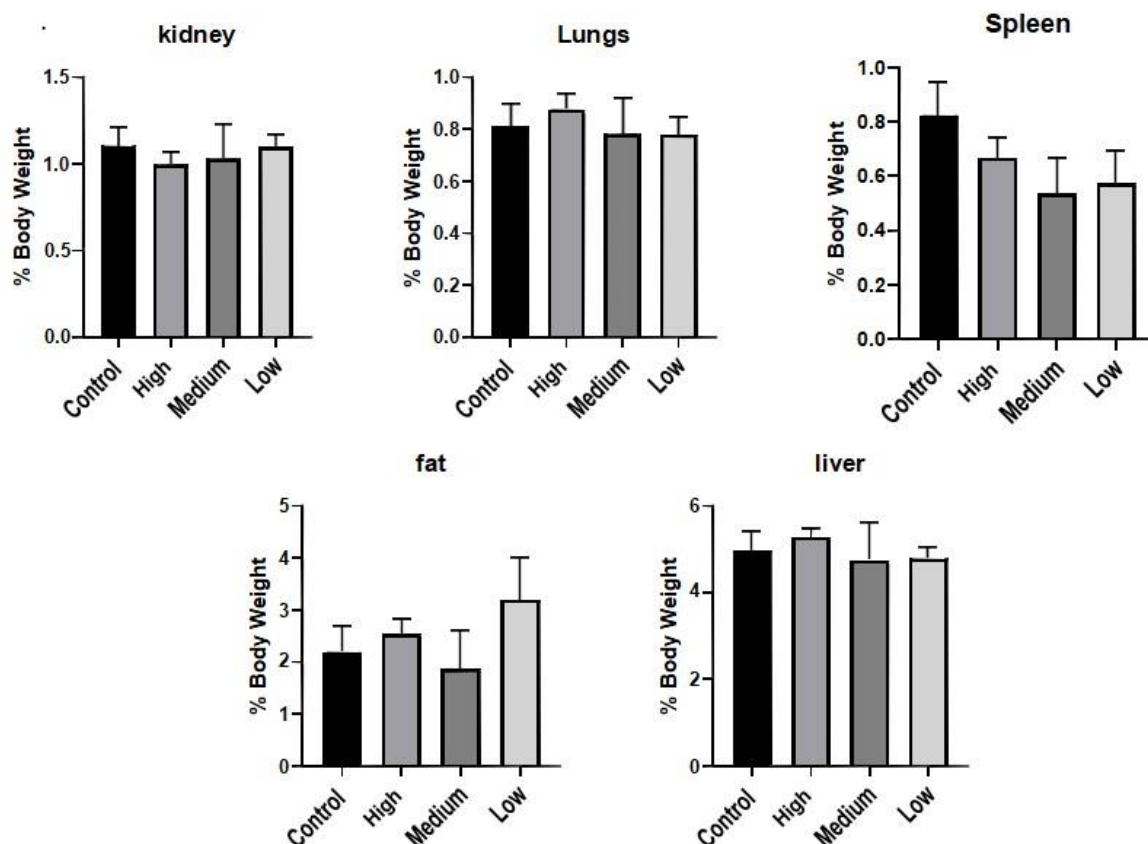 kidney
% Body Weight
1.5
1.0
0.5
0.0
Control
High
Medium
Low
Lungs
% Body Weight
1.0
0.8
0.6
0.4
0.2
0.0
Control
High
Medium
Low
Spleen
% Body Weight
1.0
0.8
0.6
0.4
0.2
0.0
Control
High
Medium
Low
fat
% Body Weight
5
4
3
2
1
0
Control
High
Medium
Low
liver
% Body Weight
6
4
2
0
Control
High
Medium
Low